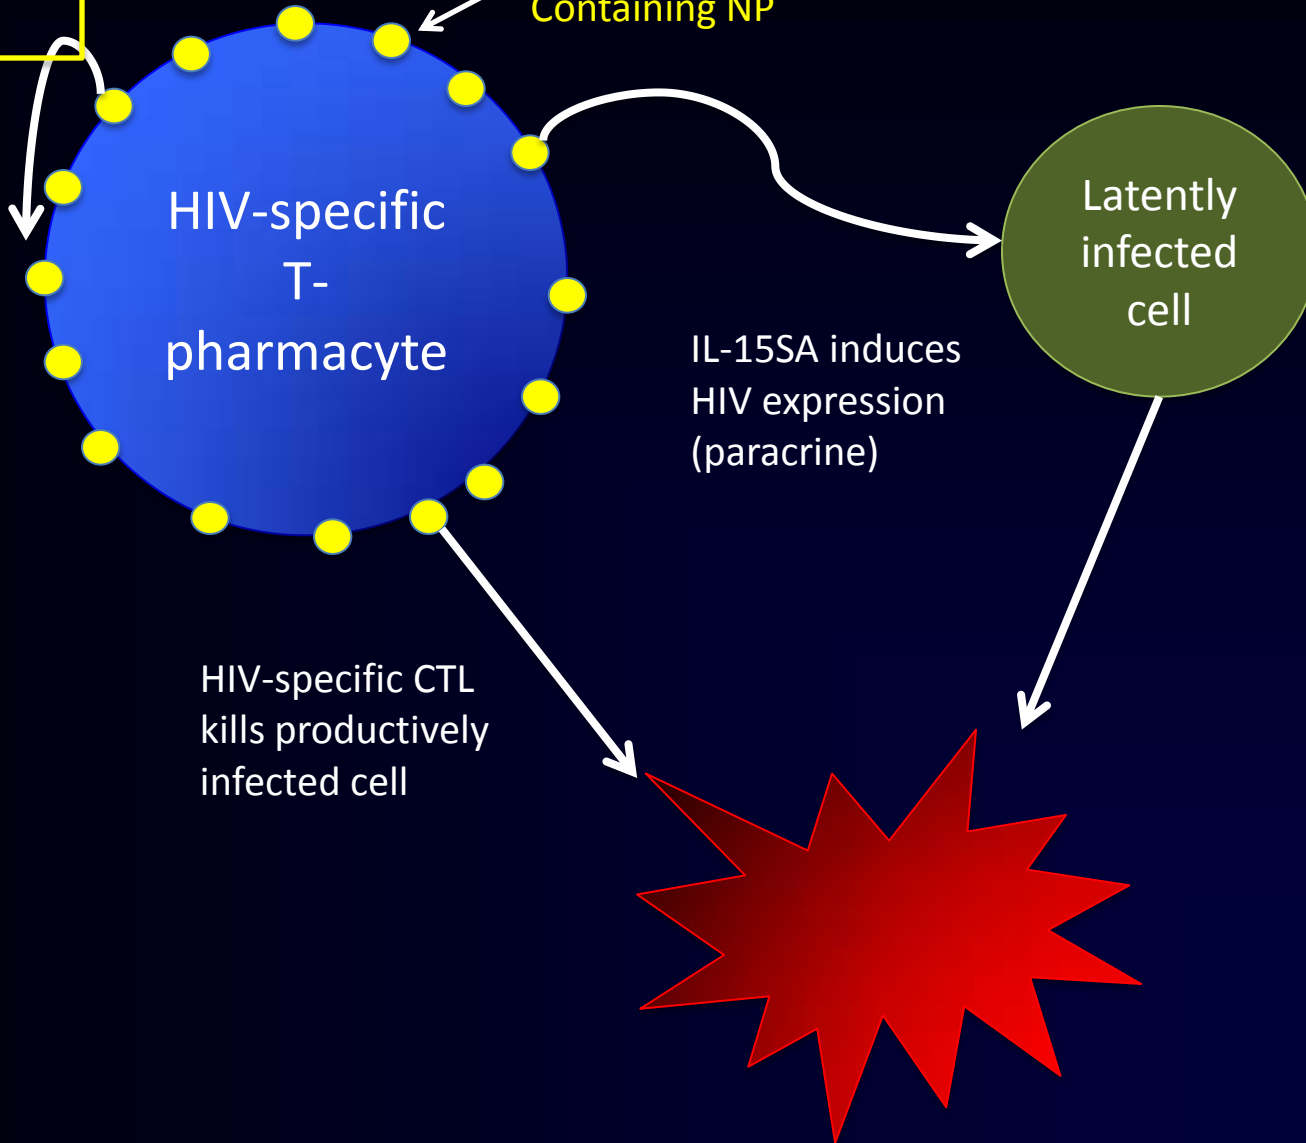 Containing NP
HIV-specific
T-
pharmacyte
Latently
infected
cell
IL-15SA induces
HIV expression
(paracrine)
HIV-specific CTL
kills productively
infected cell